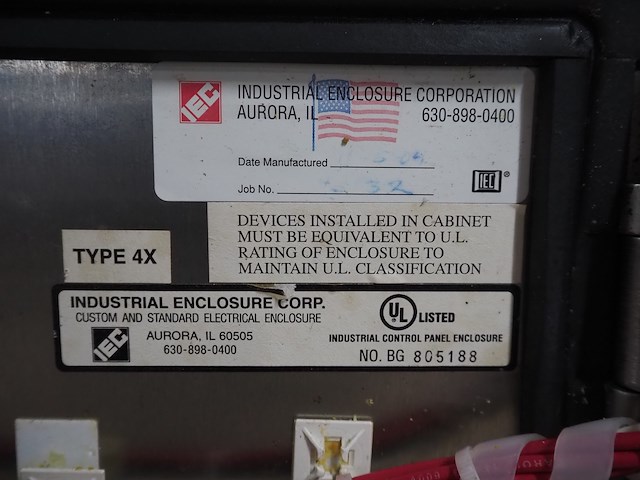 IEC
INDUSTRIAL ENCLOSURE CORPORATION
AURORA, IL 630-898-0400
Date Manufactured
Job No. 32
IEC ®
DEVICES INSTALLED IN CABINET
MUST BE EQUIVALENT TO U.L.
RATING OF ENCLOSURE TO
MAINTAIN U.L. CLASSIFICATION
TYPE 4X
INDUSTRIAL ENCLOSURE CORP.
CUSTOM AND STANDARD ELECTRICAL ENCLOSURE
IEC
AURORA, IL 60505
630-898-0400
UL LISTED
INDUSTRIAL CONTROL PANEL ENCLOSURE
NO. BG 805188